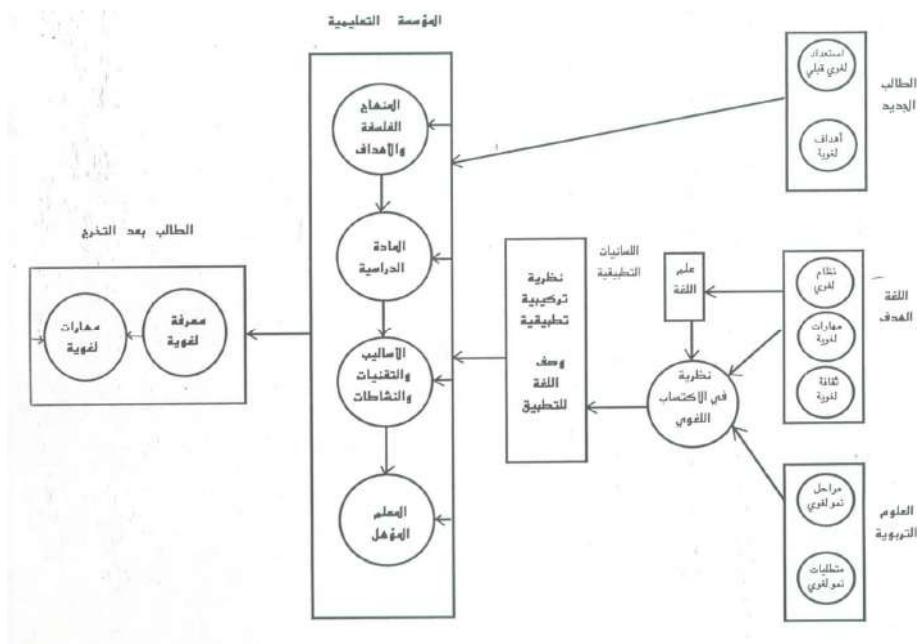 المؤسسة التعليمية
استعداد
لغوي قبلي
أهداف
لغوية
الطالب
الجديد
المنهاج
الفلسفة
والأهداف
المادة
الدراسية
الأساليب
والتقنيات
والنشاطات
المعلم
المؤهل
الطالب بعد التخرج
معرفة
لغوية
مهارات
لغوية
اللسانيات
التطبيقية
نظرية
تركيبية
تطبيقية
وصف
اللغة
للتطبيق
علم
اللغة
نظرية
في الاكتساب
اللغوي
نظام
لغوي
مهارات
لغوية
ثقافة
لغوية
اللغة
الهدف
مراحل
نمو لغوي
متطلبات
نمو لغوي
العلوم
التربوية